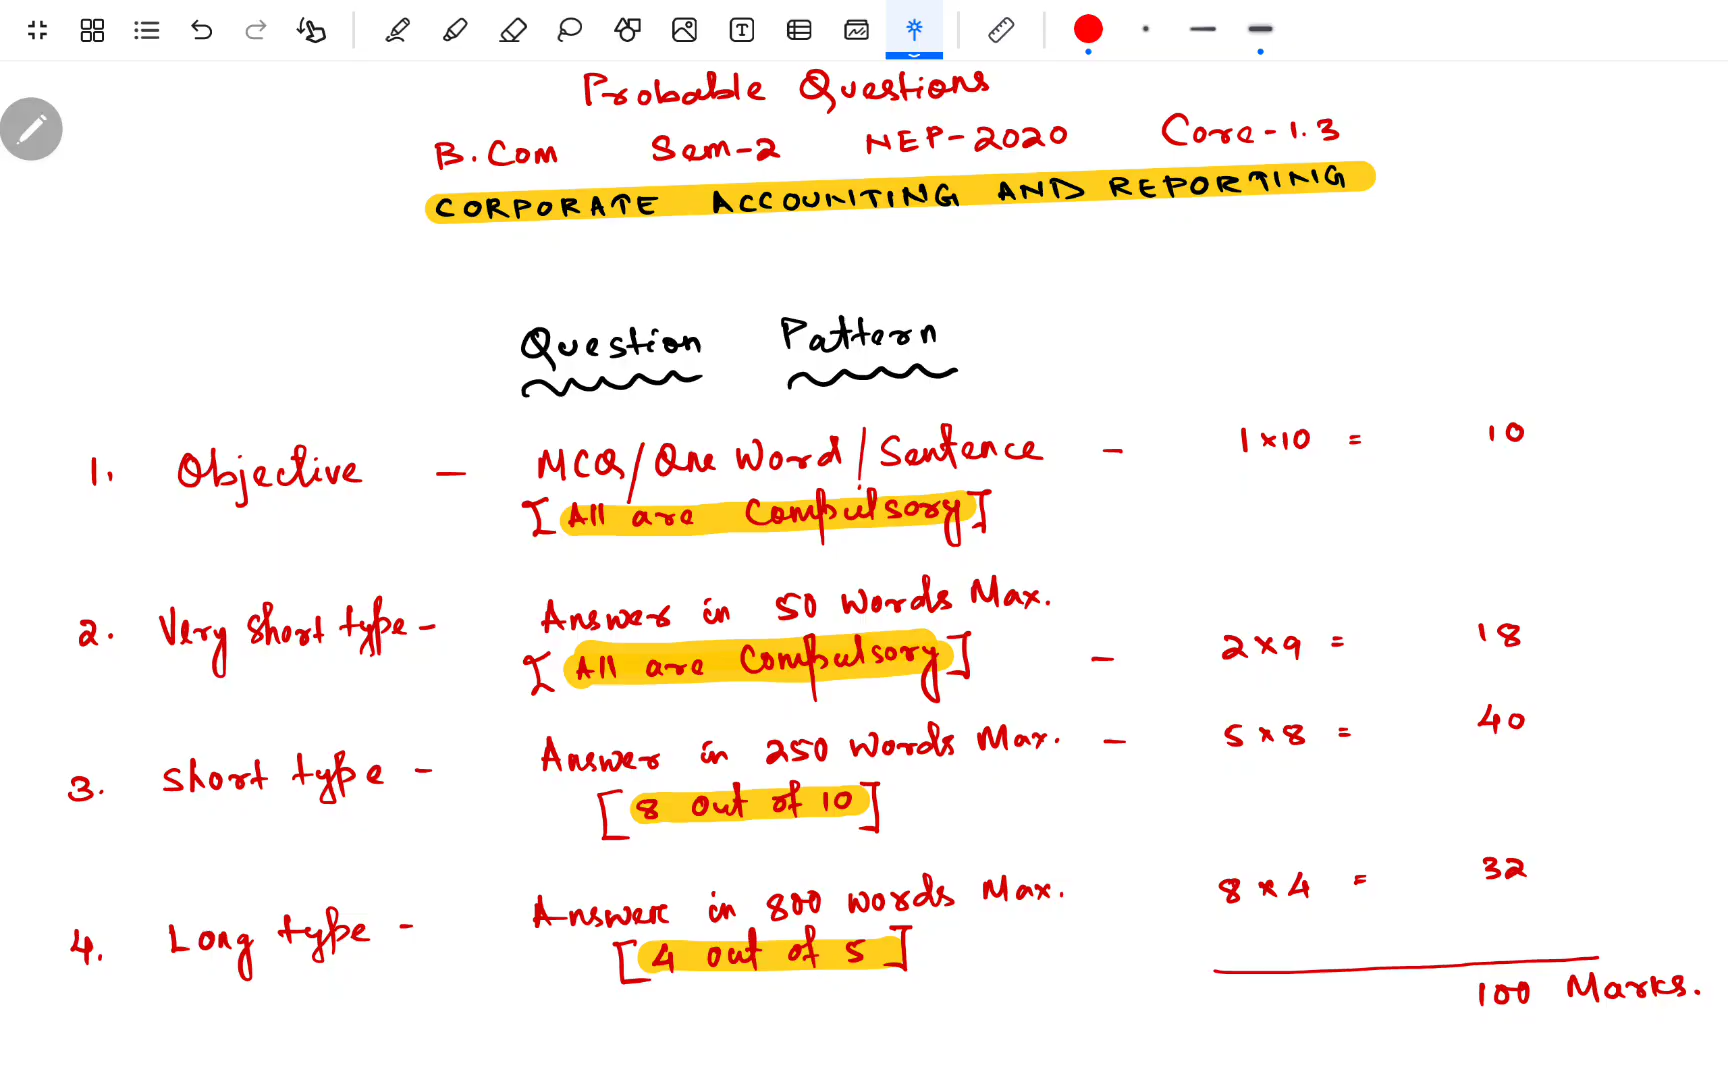 Probable Questions
B.Com Sem-2 NEP-2020 Core-1.3
CORPORATE ACCOUNTING AND REPORTING
Question Pattern
1. Objective - MCQ/One Word/Sentence - 1×10 = 10
[All are Compulsory]
2. Very short type - Answer in 50 words Max.
[All are Compulsory] - 2×9 = 18
3. Short type - Answer in 250 words Max. - 5×8 = 40
[8 out of 10]
4. Long type - Answer in 800 words Max. 8×4 = 32
[4 out of 5]
100 Marks.